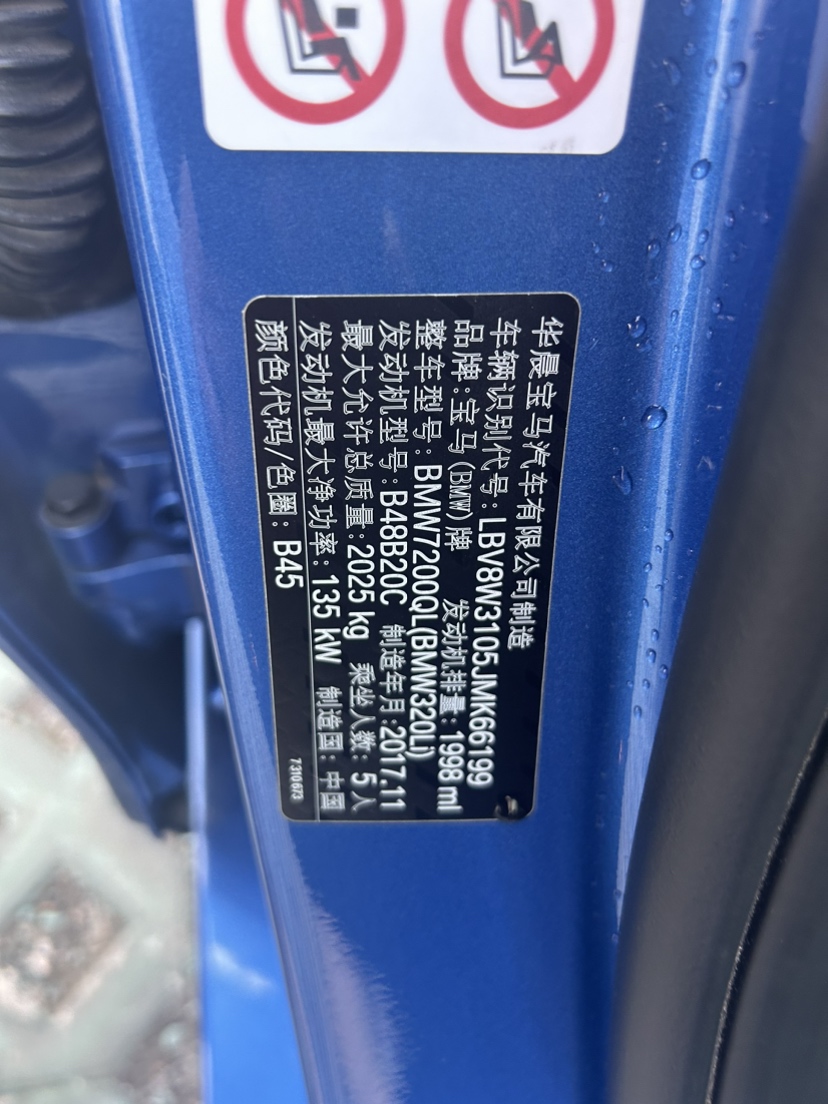 华晨宝马汽车有限公司制造
车辆识别代号: LBV8W3105JMK66199
品牌:宝马(BMW)牌 发动机排量: 1998 ml
整车型号: BMW7200QL(BMW320Li)
发动机型号: B48B20C 制造年月: 2017.11
最大允许总质量: 2025 kg 乘坐人数: 5人
发动机最大净功率: 135 kW 制造国: 中国
颜色代码/色圈: B45
7310673